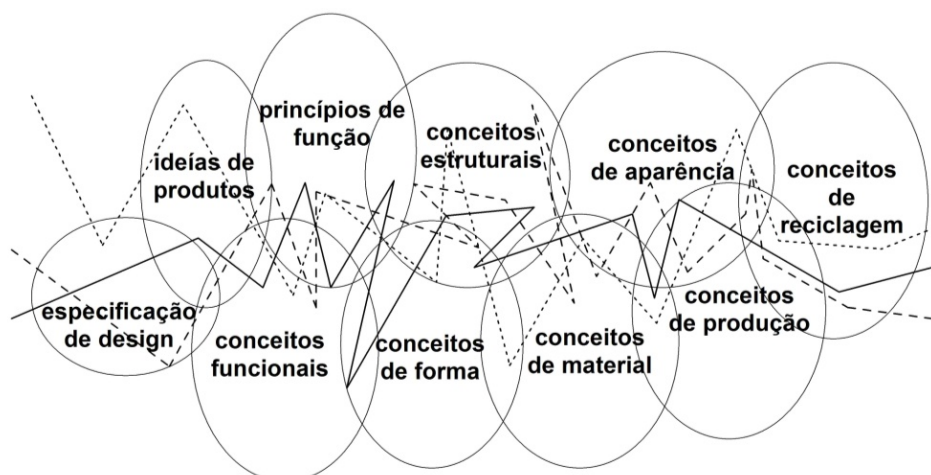 especificação
de design
ideías de
produtos
conceitos
funcionais
princípios de
função
conceitos
de forma
conceitos
estruturais
conceitos
de material
conceitos
de aparência
conceitos
de produção
conceitos
de
reciclagem